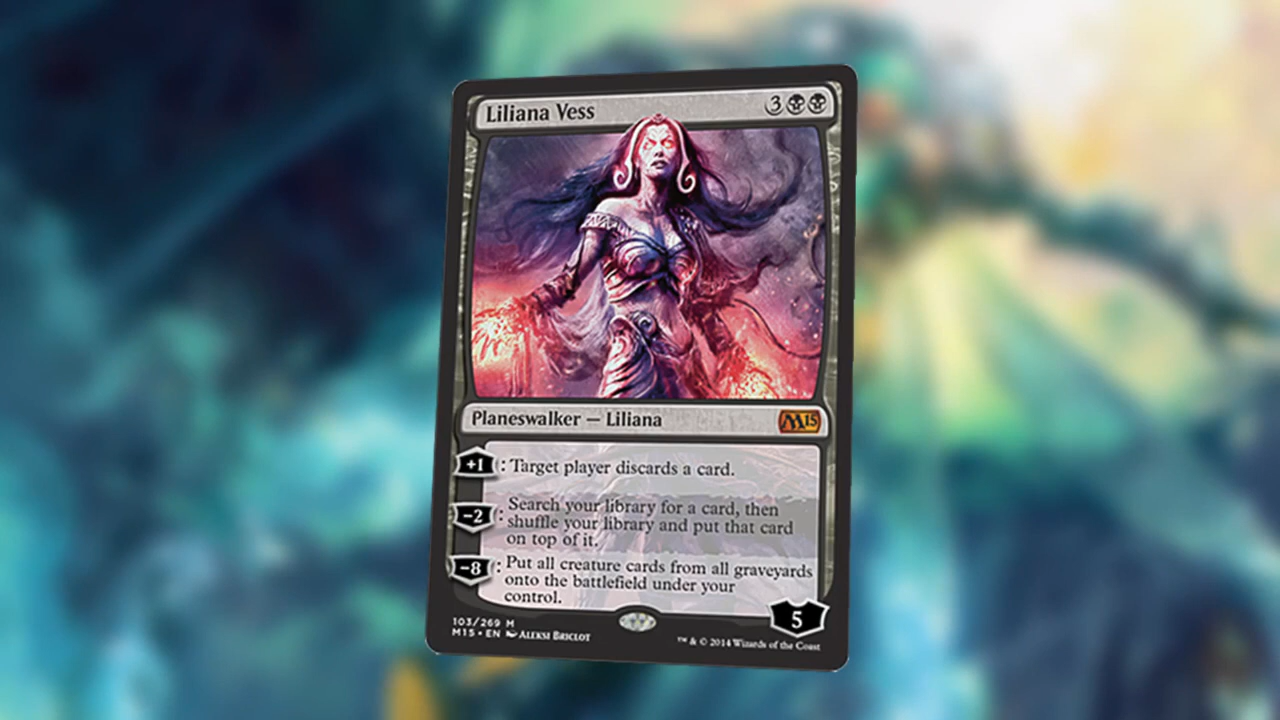 Liliana Vess 3
Planeswalker — Liliana M15
+1 : Target player discards a card.
−2 : Search your library for a card, then
shuffle your library and put that card
on top of it.
−8 : Put all creature cards from all graveyards
onto the battlefield under your
control.
5
103/269 M
M15 • EN ALEKSI BRICLOT
™ & © 2014 Wizards of the Coast